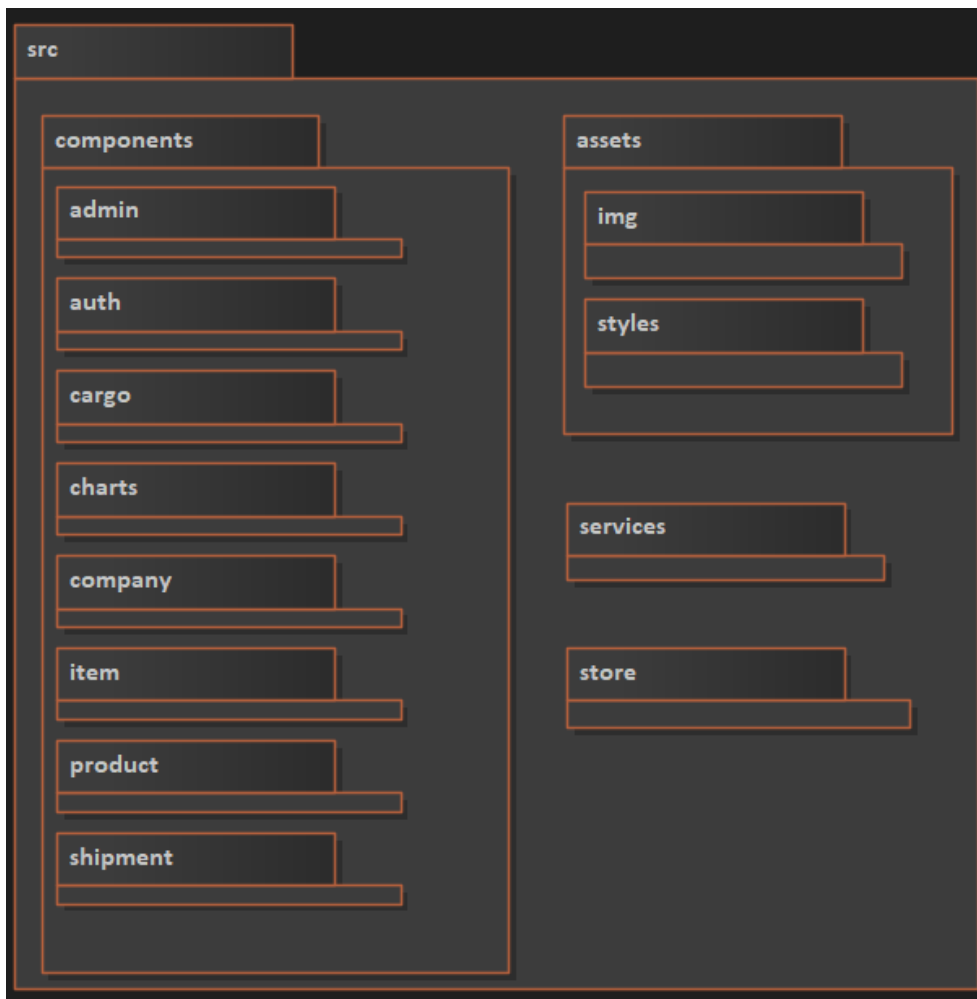 src
components
admin
auth
cargo
charts
company
item
product
shipment
assets
img
styles
services
store